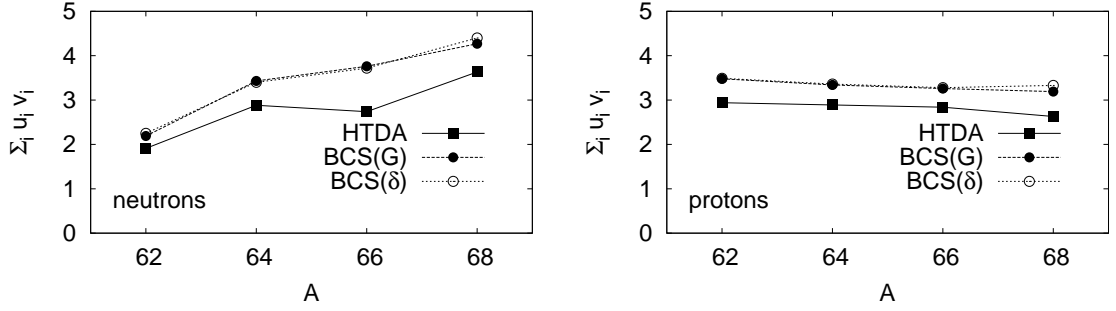 5
4
3
2
1
0
Σi ui vi
HTDA
BCS(G)
BCS(δ)
neutrons
62 64 66 68
A
5
4
3
2
1
0
Σi ui vi
HTDA
BCS(G)
BCS(δ)
protons
62 64 66 68
A